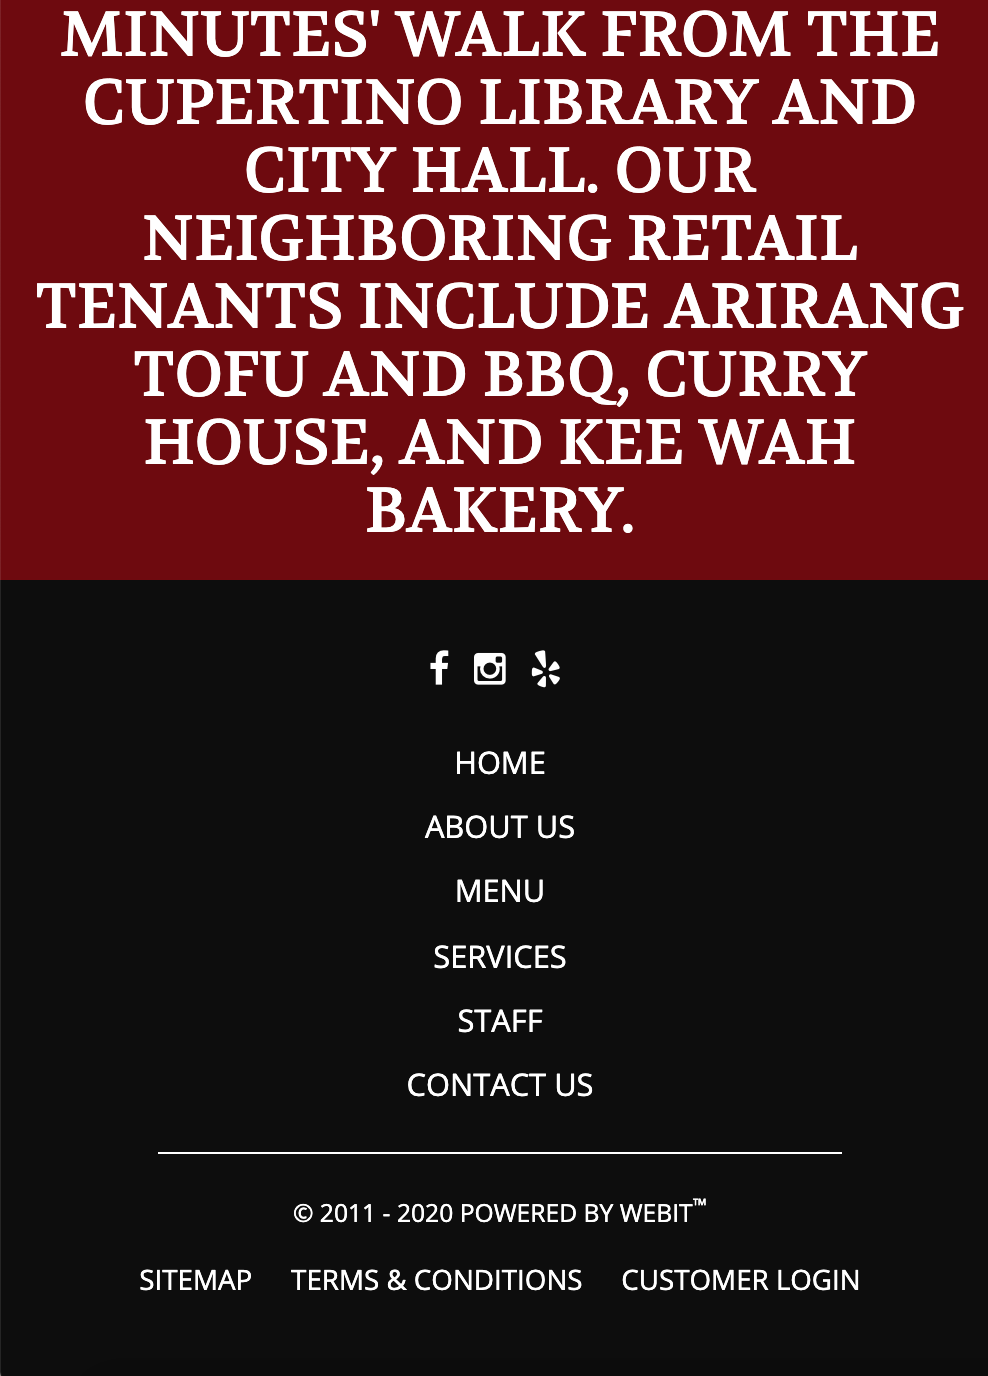 MINUTES' WALK FROM THE
CUPERTINO LIBRARY AND
CITY HALL. OUR
NEIGHBORING RETAIL
TENANTS INCLUDE ARIRANG
TOFU AND BBQ, CURRY
HOUSE, AND KEE WAH
BAKERY.
HOME
ABOUT US
MENU
SERVICES
STAFF
CONTACT US
© 2011 - 2020 POWERED BY WEBIT™
SITEMAP TERMS & CONDITIONS CUSTOMER LOGIN